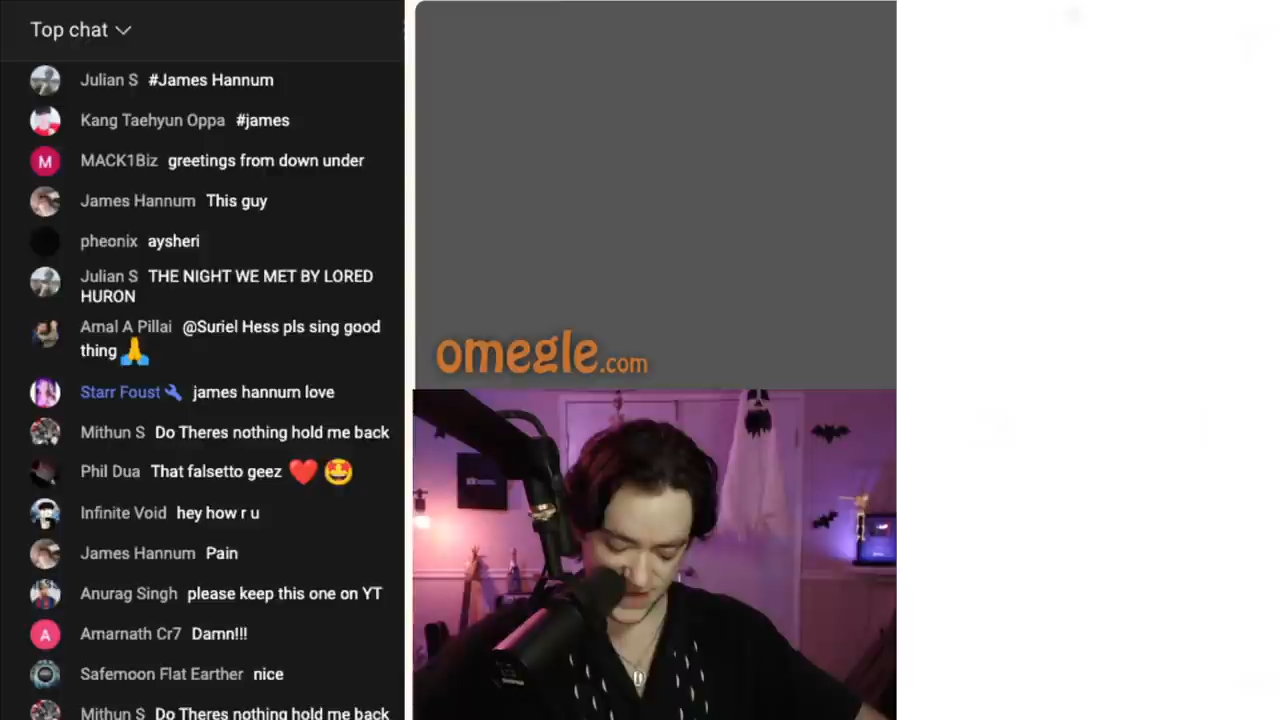 Top chat
Julian S #James Hannum
Kang Taehyun Oppa #james
M MACK1Biz greetings from down under
James Hannum This guy
pheonix aysheri
Julian S THE NIGHT WE MET BY LORED
HURON
Amal A Pillai @Suriel Hess pls sing good
thing 🙏
Starr Foust james hannum love
Mithun S Do Theres nothing hold me back
Phil Dua That falsetto geez ❤️ 🤩
Infinite Void hey how r u
James Hannum Pain
Anurag Singh please keep this one on YT
A Amarnath Cr7 Damn!!!
Safemoon Flat Earther nice
Mithun S Do Theres nothing hold me back
omegle.com